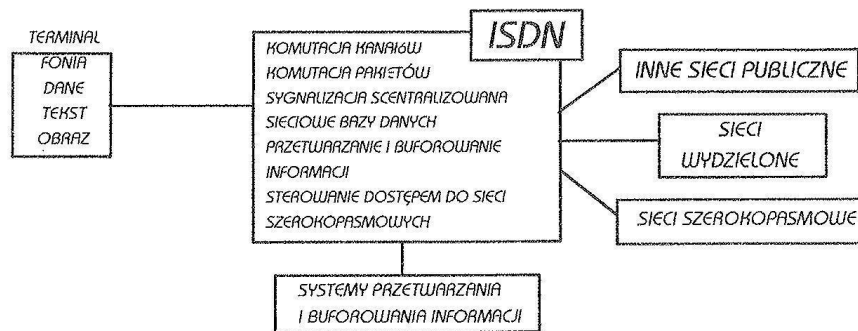 TERMINAL
FONIA
DANE
TEKST
OBRAZ
ISDN
KOMUTACJA KANAŁÓW
KOMUTACJA PAKIETÓW
SYGNALIZACJA SCENTRALIZOWANA
SIECIOWE BAZY DANYCH
PRZETWARZANIE I BUFOROWANIE
INFORMACJI
STEROWANIE DOSTĘPEM DO SIECI
SZEROKOPASMOWYCH
INNE SIECI PUBLICZNE
SIECI
WYDZIELONE
SIECI SZEROKOPASMOWE
SYSTEMY PRZETWARZANIA
I BUFOROWANIA INFORMACJI